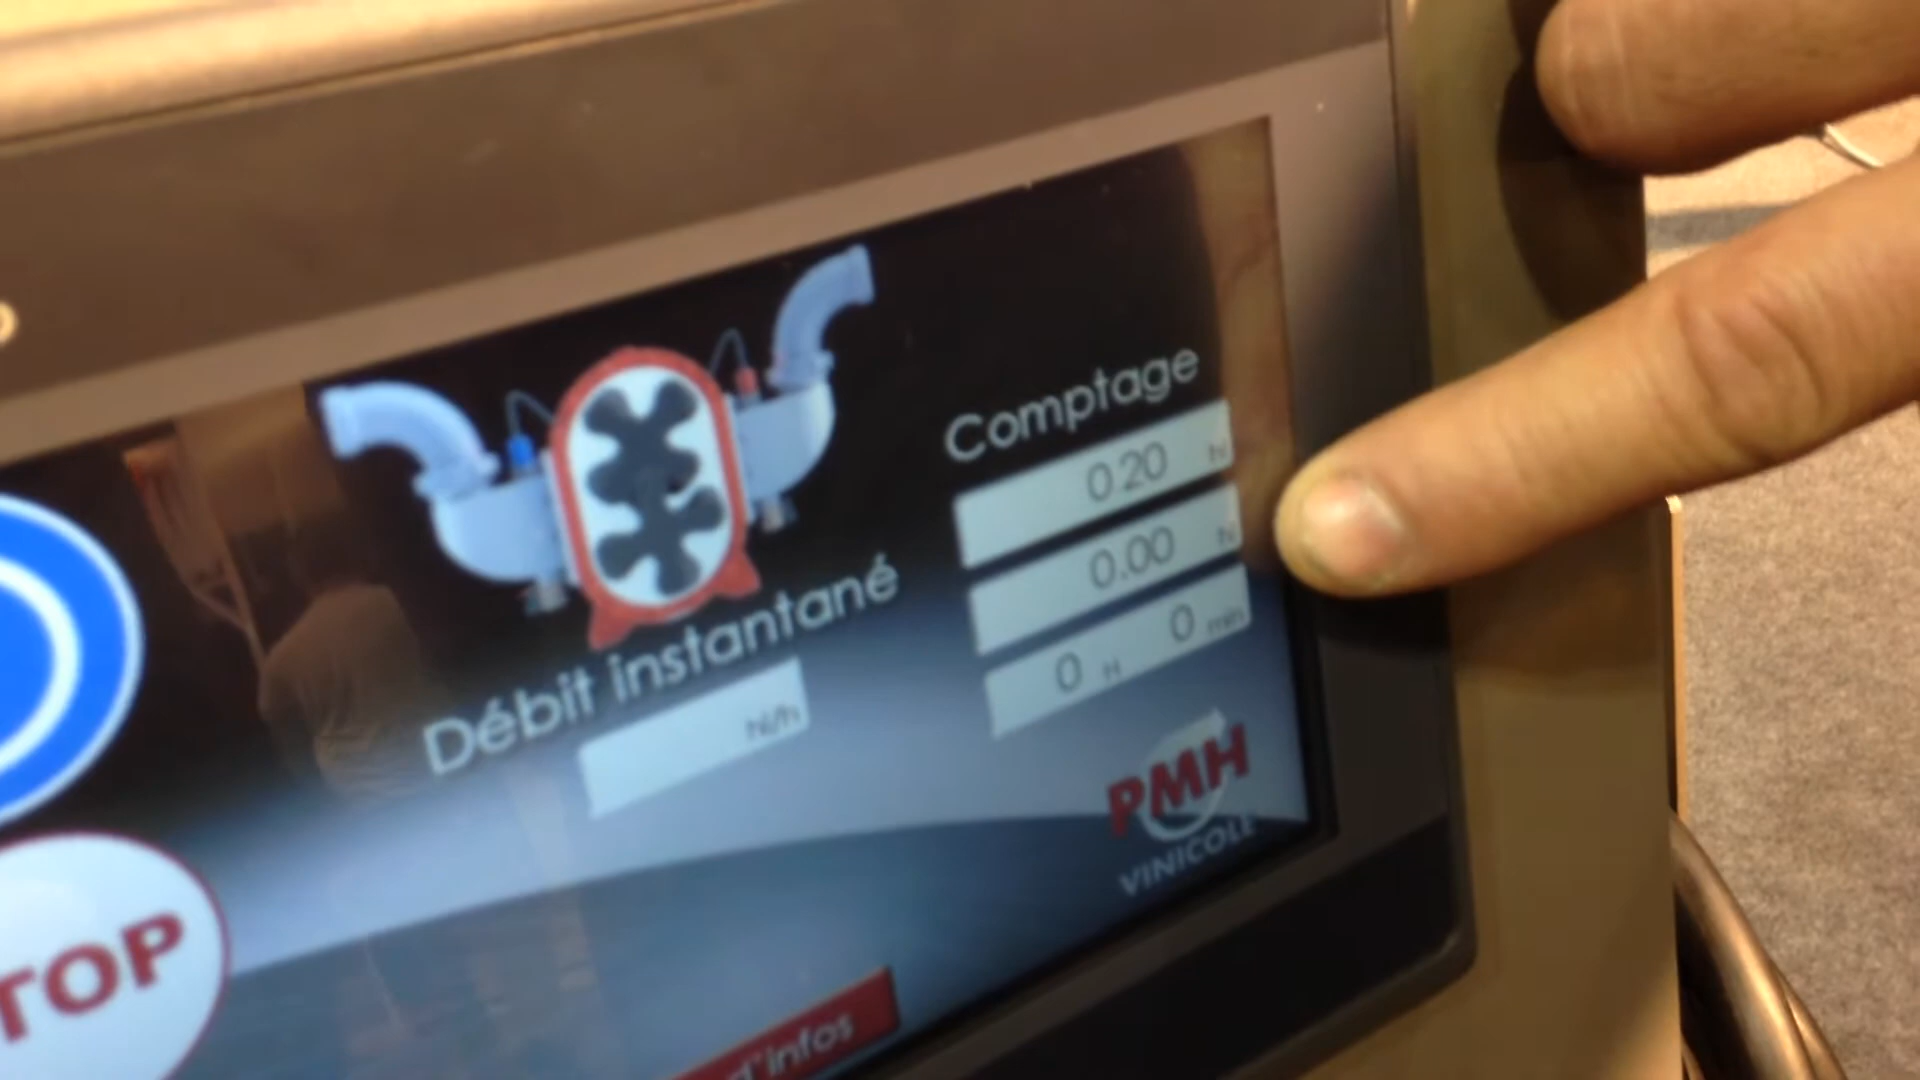 Comptage
0.20 hl
0.00 hl
0 H 0 min
Débit instantané
hl/h
PMH
VINICOLE
TOP
d'infos